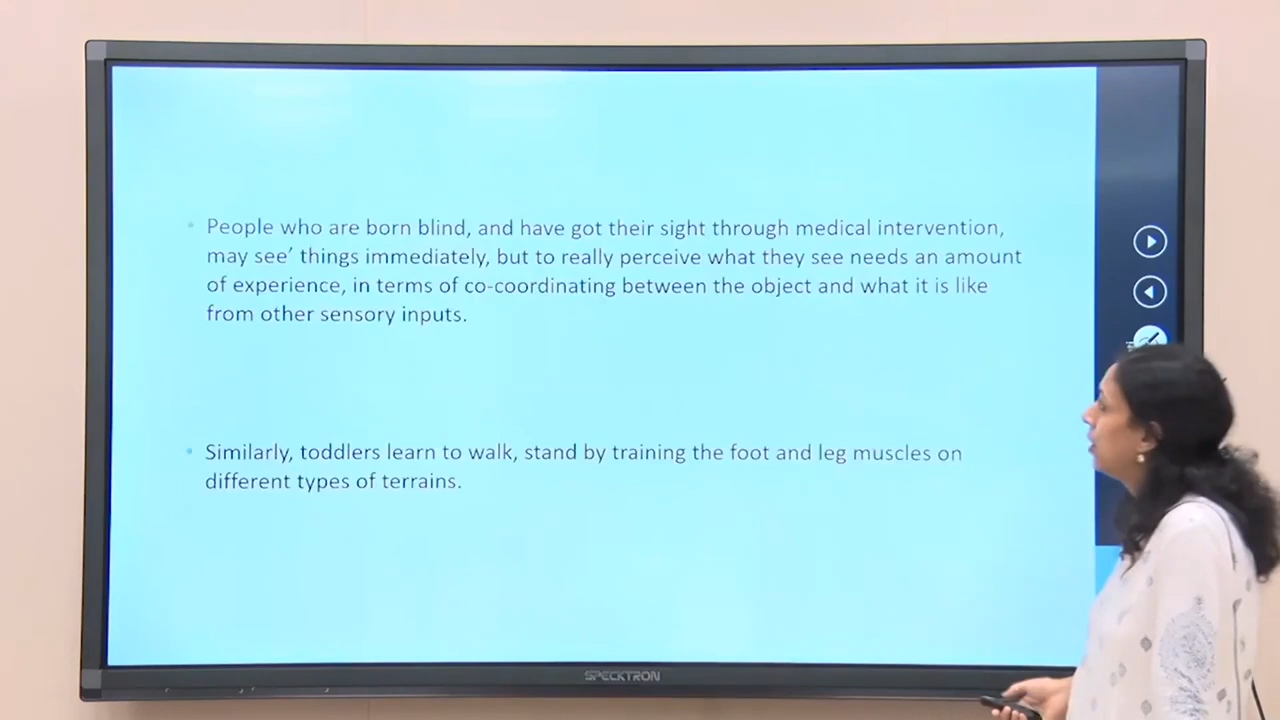 People who are born blind, and have got their sight through medical intervention,
may see’ things immediately, but to really perceive what they see needs an amount
of experience, in terms of co-coordinating between the object and what it is like
from other sensory inputs.
Similarly, toddlers learn to walk, stand by training the foot and leg muscles on
different types of terrains.
SPECKTRON